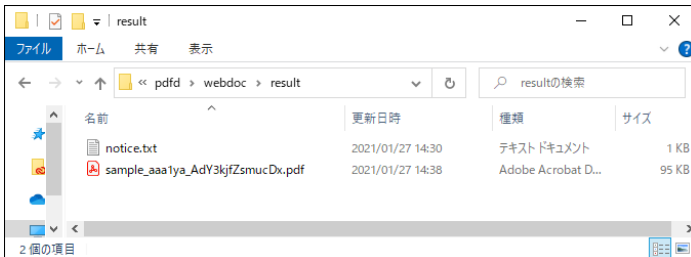 result
ファイル ホーム 共有 表示
« pdfd › webdoc › result resultの検索
名前 更新日時 種類 サイズ
notice.txt 2021/01/27 14:30 テキスト ドキュメント 1 KB
sample_aaa1ya_AdY3kjfZsmucDx.pdf 2021/01/27 14:38 Adobe Acrobat D... 95 KB
2 個の項目